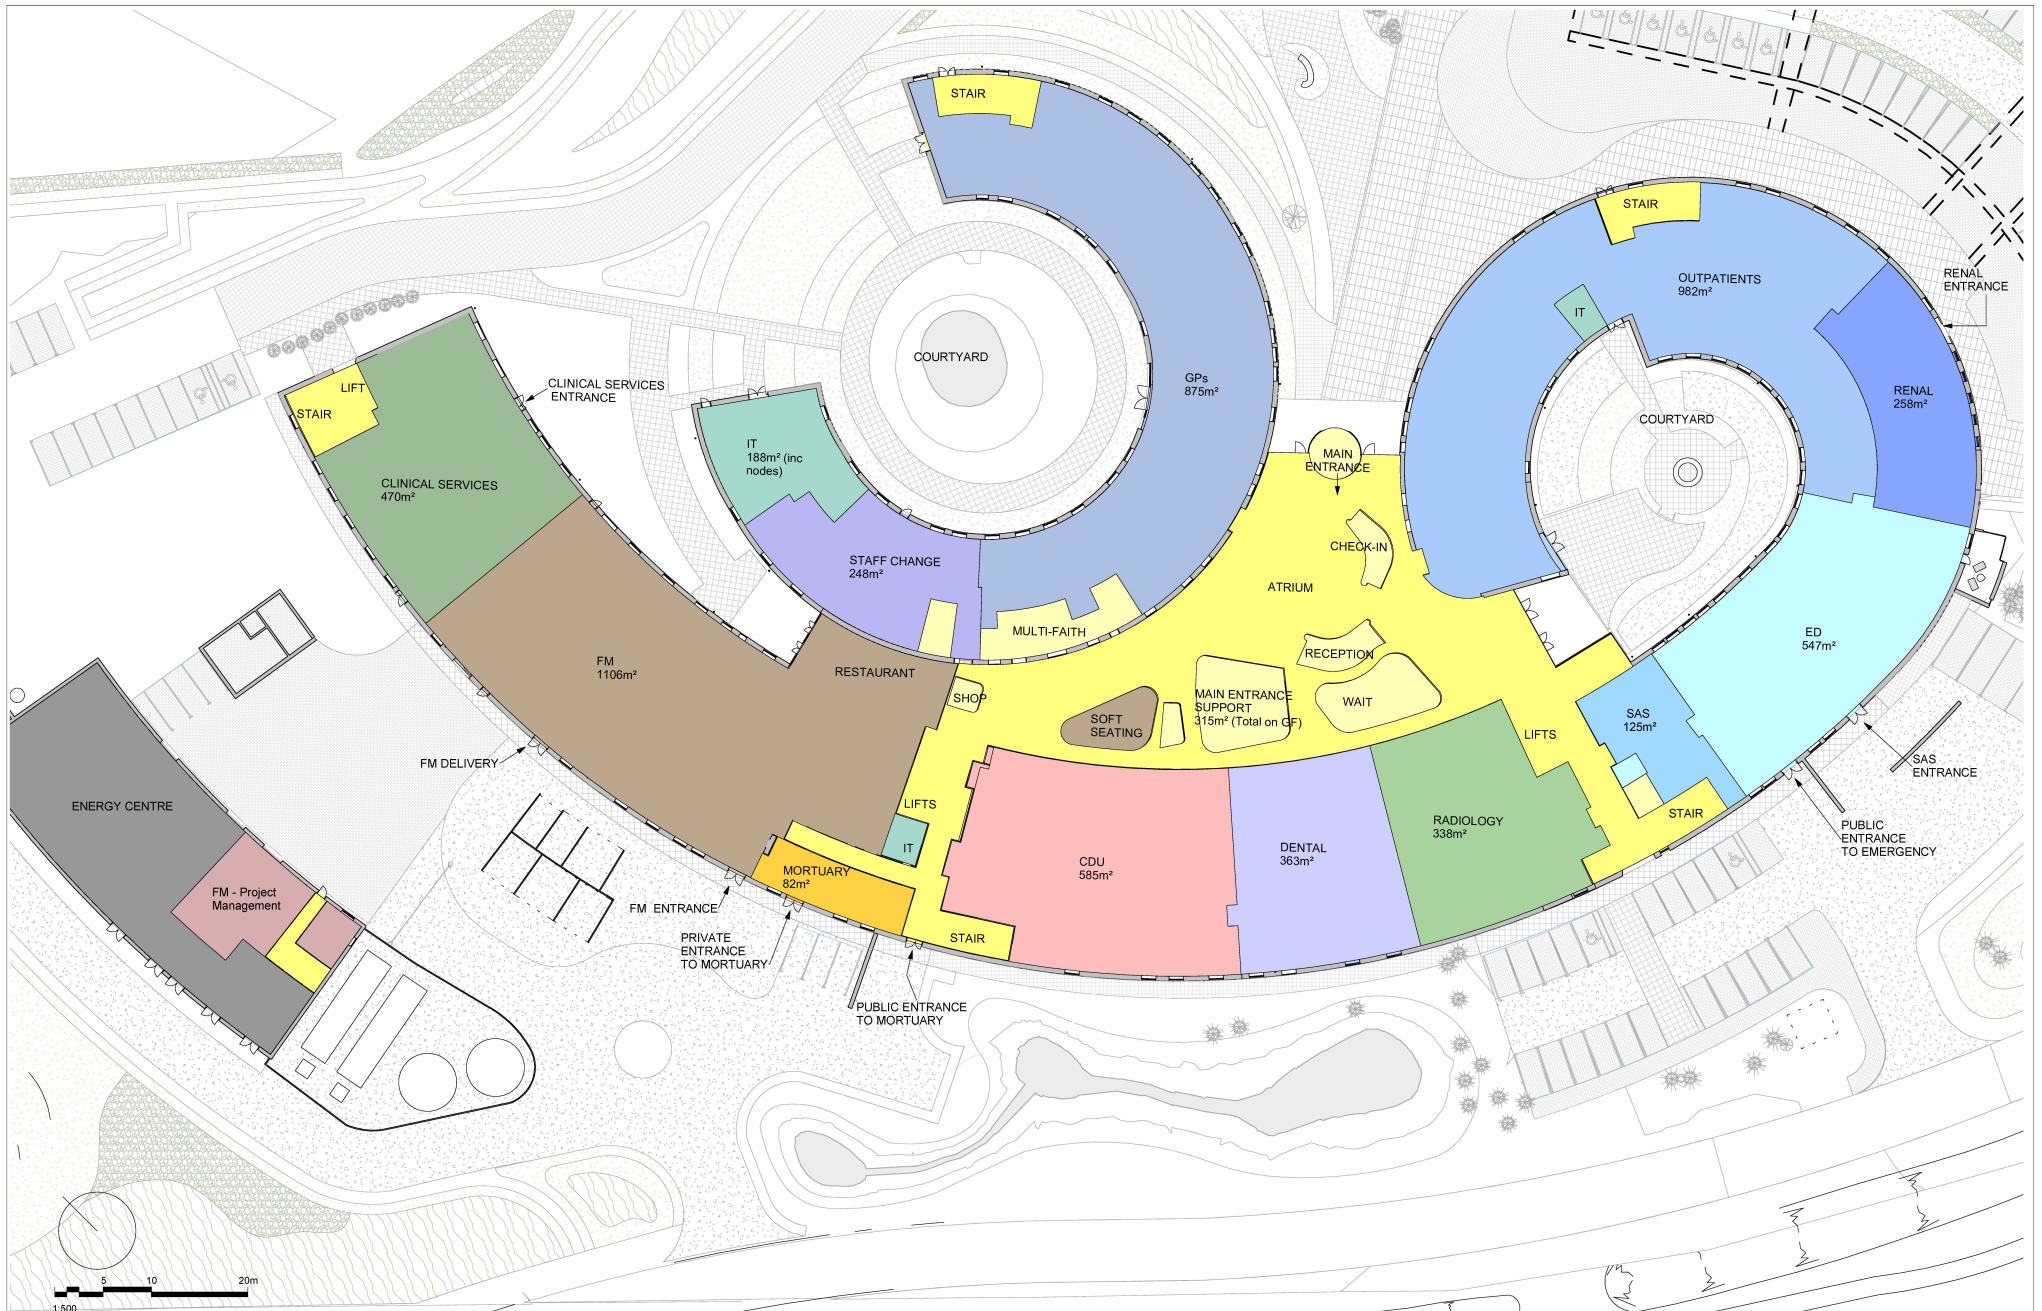 STAIR
STAIR
OUTPATIENTS
982m²
RENAL
ENTRANCE
IT
COURTYARD
LIFT
STAIR
CLINICAL SERVICES
ENTRANCE
GPs
875m²
RENAL
258m²
COURTYARD
IT
188m² (inc
nodes)
MAIN
ENTRANCE
CLINICAL SERVICES
470m²
CHECK-IN
STAFF CHANGE
248m²
ATRIUM
MULTI-FAITH
ED
547m²
FM
1106m²
RESTAURANT
RECEPTION
SHOP
MAIN ENTRANCE
SUPPORT
315m² (Total on GF)
WAIT
SOFT
SEATING
SAS
125m²
LIFTS
FM DELIVERY
SAS
ENTRANCE
ENERGY CENTRE
LIFTS
STAIR
RADIOLOGY
338m²
PUBLIC
ENTRANCE
TO EMERGENCY
IT
DENTAL
363m²
CDU
585m²
MORTUARY
82m²
FM - Project
Management
FM ENTRANCE
PRIVATE
ENTRANCE
TO MORTUARY
STAIR
PUBLIC ENTRANCE
TO MORTUARY
5
10
20m
1:500